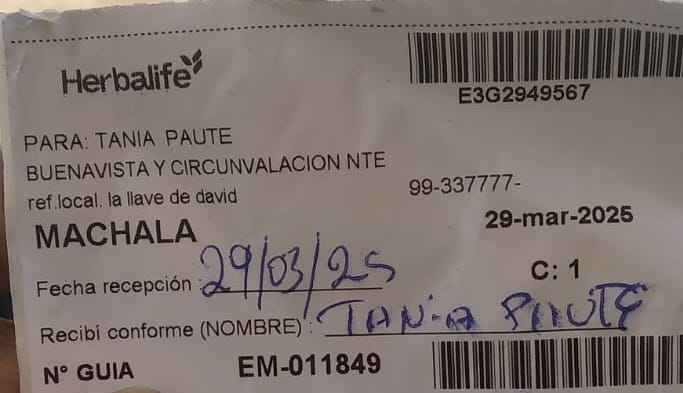 Herbalife
E3G2949567
PARA: TANIA PAUTE
BUENAVISTA Y CIRCUNVALACION NTE
ref.local. la llave de david
99-337777-
MACHALA
29-mar-2025
Fecha recepción : 29/03/25
C: 1
Recibí conforme (NOMBRE) : TANIA PAUTE
N° GUIA EM-011849